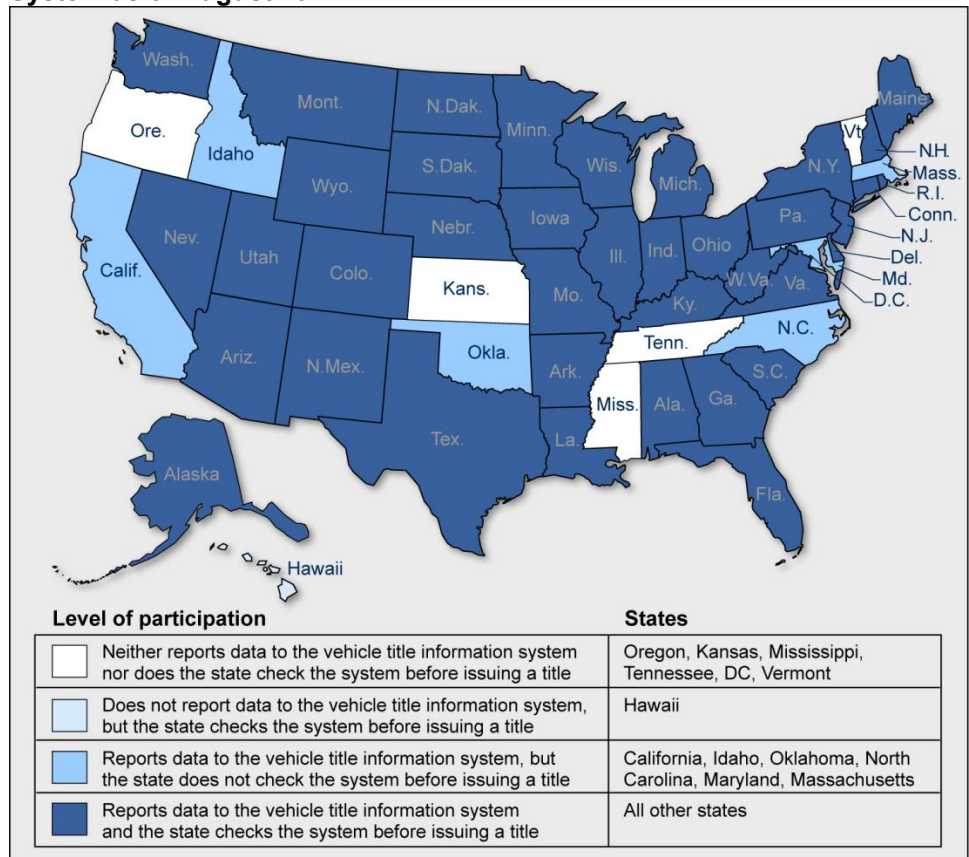 Wash.
Mont.
N.Dak.
Minn.
Maine
Ore.
Idaho
Vt
N.H.
Mass.
R.I.
Conn.
N.J.
Del.
Md.
D.C.
Wyo.
S.Dak.
Wis.
Mich.
N.Y.
Nebr.
Iowa
Pa.
Nev.
Utah
Colo.
Ill.
Ind.
Ohio
Calif.
Kans.
Mo.
W.Va.
Va.
Ky.
Ariz.
N.Mex.
Okla.
Ark.
Tenn.
N.C.
S.C.
Tex.
La.
Miss.
Ala.
Ga.
Alaska
Fla.
Hawaii
Level of participation States
Neither reports data to the vehicle title information system Oregon, Kansas, Mississippi,
nor does the state check the system before issuing a title Tennessee, DC, Vermont
Does not report data to the vehicle title information system, Hawaii
but the state checks the system before issuing a title
Reports data to the vehicle title information system, but California, Idaho, Oklahoma, North
the state does not check the system before issuing a title Carolina, Maryland, Massachusetts
Reports data to the vehicle title information system All other states
and the state checks the system before issuing a title